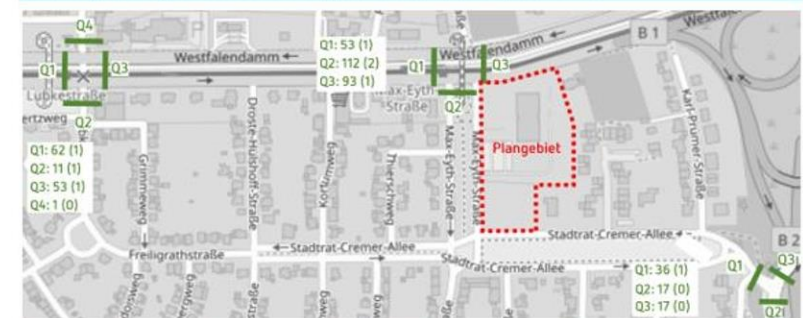 Q4
Q1
Q3
Lübkestraße
Q2
Q1: 62 (1)
Q2: 11 (1)
Q3: 53 (1)
Q4: 1 (0)
Westfalendamm ←
→
Q1: 53 (1)
Q2: 112 (2)
Q3: 93 (1)
Max-Eyth-
Straße
Q1
Q3
Q2
Westfalendamm ←
B 1
Plangebiet
Max-Eyth-Straße
Max-Eyth-Straße
Karl-Prümer-Straße
Grimmeweg
Droste-Hülshoff-Straße
Kortumweg
Thierschweg
Freiligrathstraße
← Stadtrat-Cremer-Allee
→
Stadtrat-Cremer-Allee ←
Stadtrat-Cremer-Allee
→
Q1: 36 (1)
Q2: 17 (0)
Q3: 17 (0)
Q1
Q3
Q2
B 2